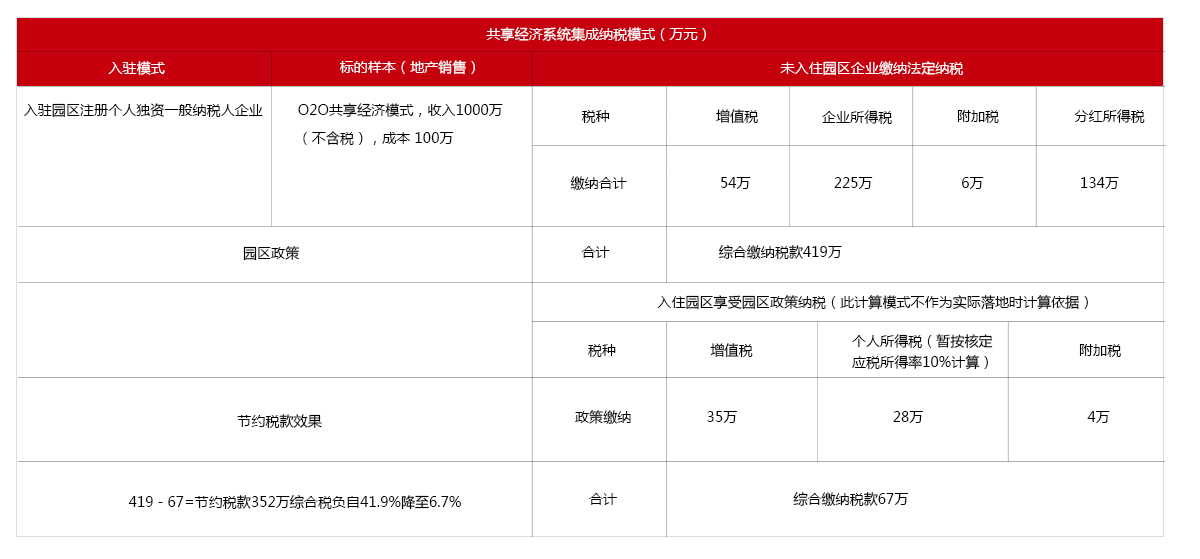 共享经济系统集成纳税模式（万元）
入驻模式
标的样本（地产销售）
未入住园区企业缴纳法定纳税
入驻园区注册个人独资一般纳税人企业
O2O共享经济模式，收入1000万
（不含税），成本 100万
税种
增值税
企业所得税
附加税
分红所得税
缴纳合计
54万
225万
6万
134万
园区政策
合计
综合缴纳税款419万
入住园区享受园区政策纳税（此计算模式不作为实际落地时计算依据）
税种
增值税
个人所得税（暂按核定
应税所得率10%计算）
附加税
节约税款效果
政策缴纳
35万
28万
4万
419 - 67=节约税款352万综合税负自41.9%降至6.7%
合计
综合缴纳税款67万